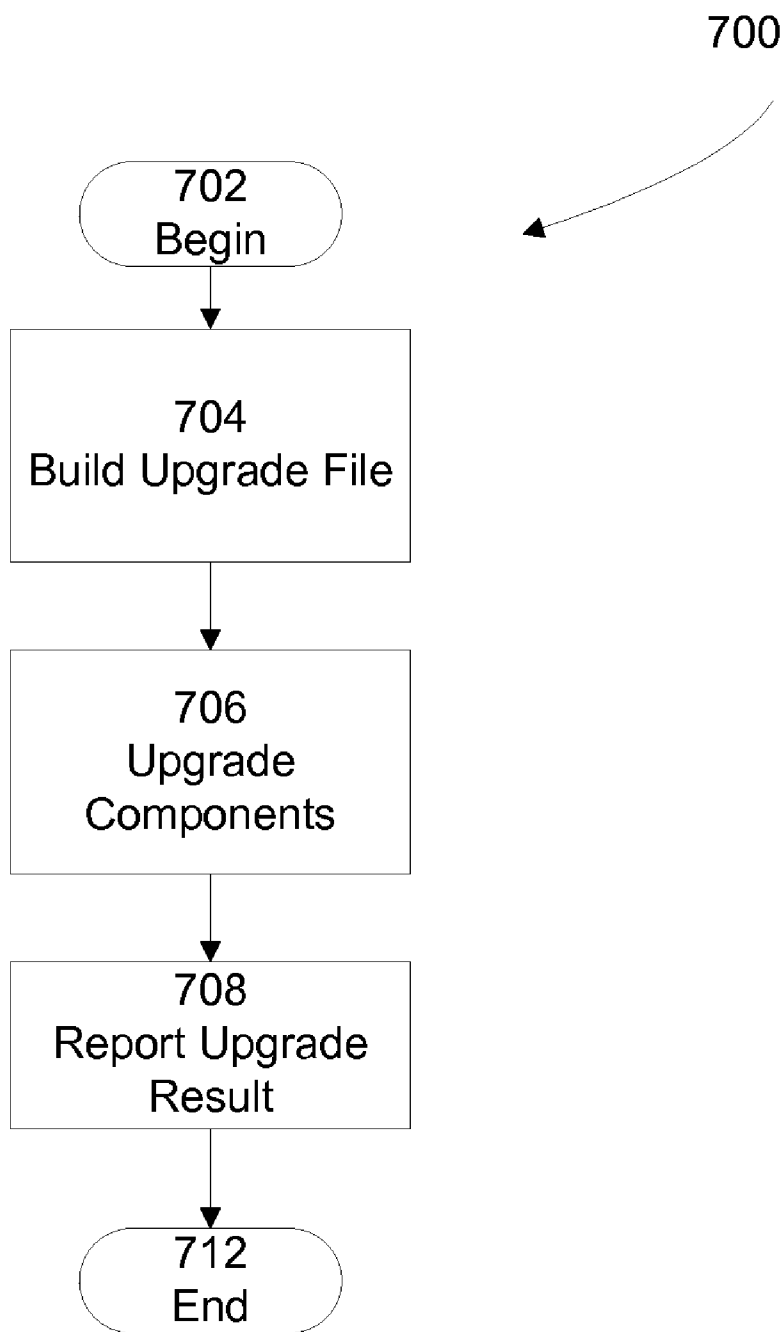 700
702
Begin
704
Build Upgrade File
706
Upgrade
Components
708
Report Upgrade
Result
712
End